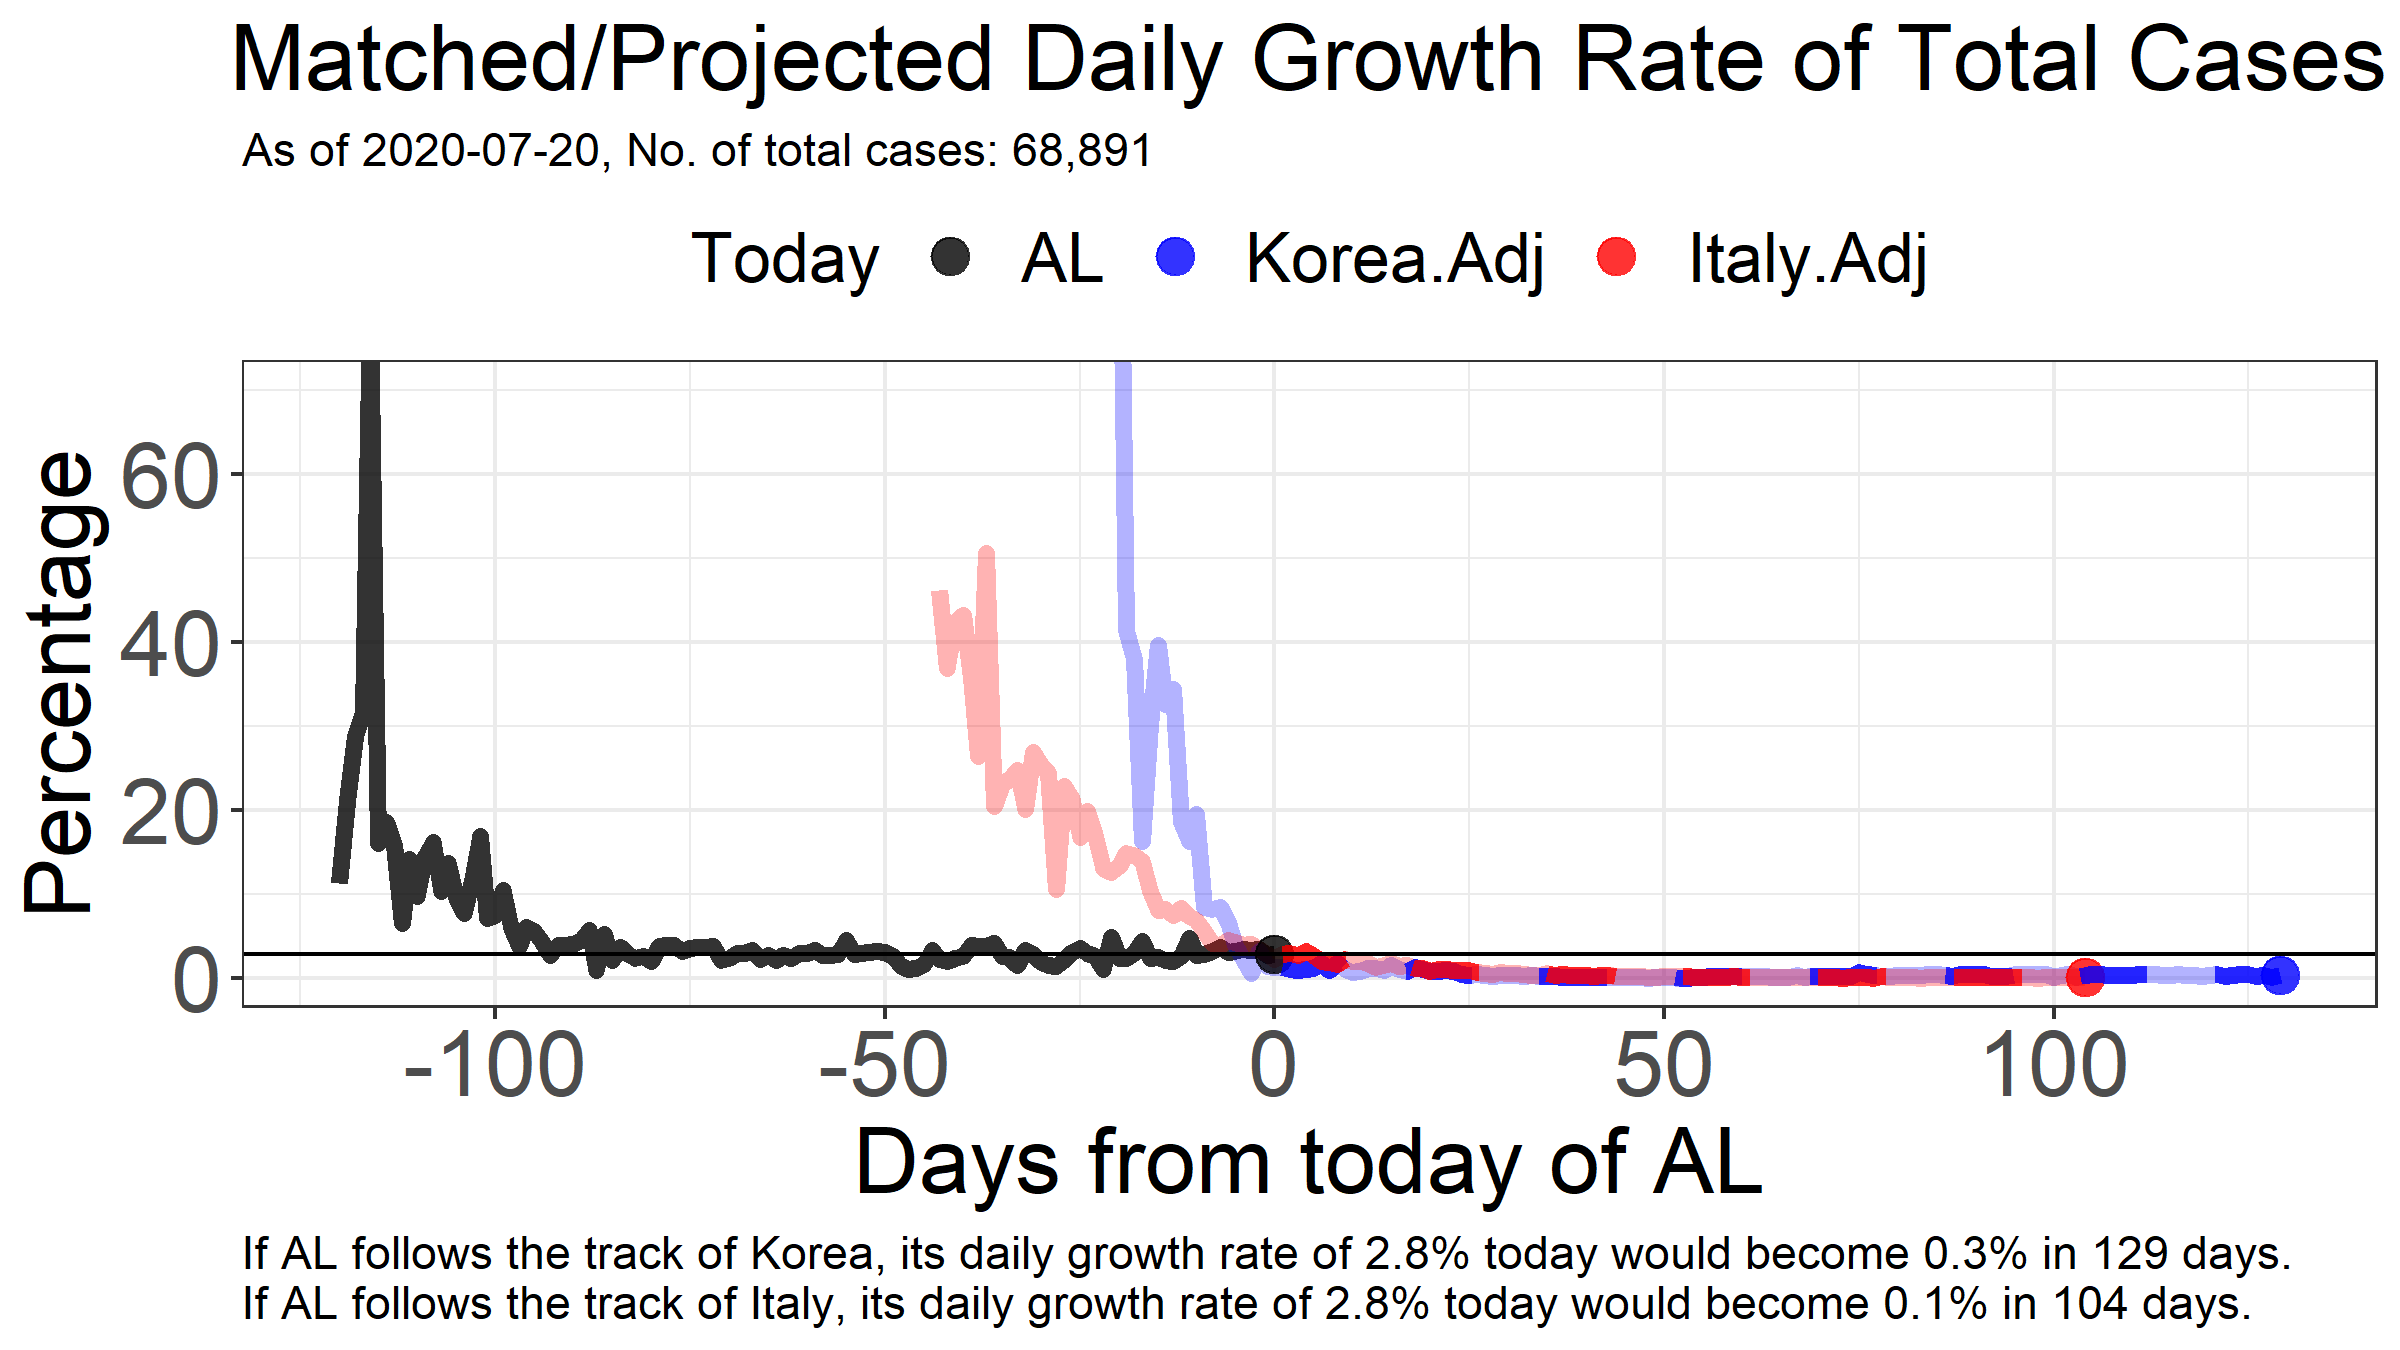 Matched/Projected Daily Growth Rate of Total Cases
As of 2020-07-20, No. of total cases: 68,891
Today AL Korea.Adj Italy.Adj
Percentage
60
40
20
0
-100 -50 0 50 100
Days from today of AL
If AL follows the track of Korea, its daily growth rate of 2.8% today would become 0.3% in 129 days.
If AL follows the track of Italy, its daily growth rate of 2.8% today would become 0.1% in 104 days.